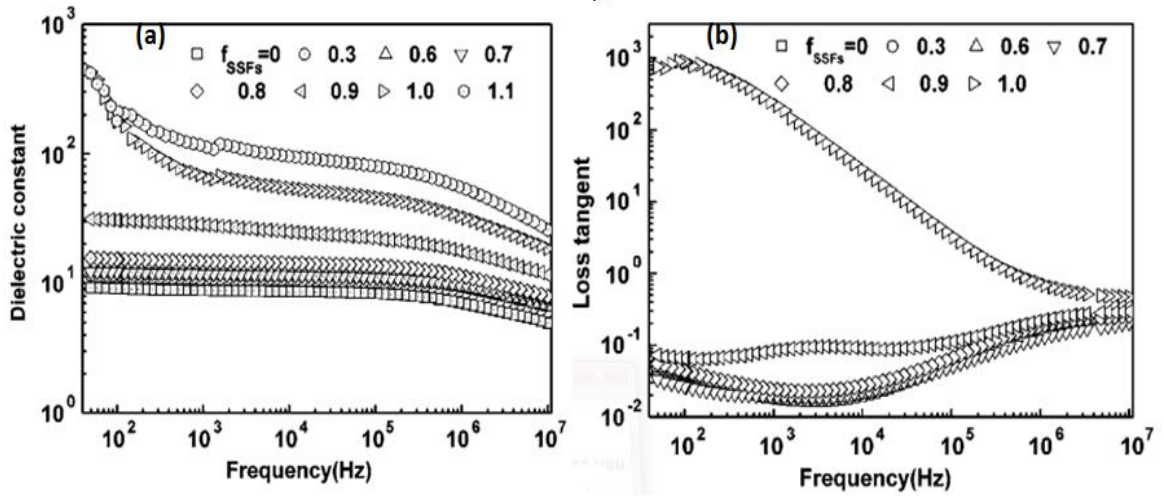 (a)
f_SSFs=0 0.3 0.6 0.7
0.8 0.9 1.0 1.1
10^3
10^2
10^1
10^0
Dielectric constant
10^2 10^3 10^4 10^5 10^6 10^7
Frequency(Hz)
(b)
f_SSFs=0 0.3 0.6 0.7
0.8 0.9 1.0
10^3
10^2
10^1
10^0
10^-1
10^-2
Loss tangent
10^2 10^3 10^4 10^5 10^6 10^7
Frequency(Hz)